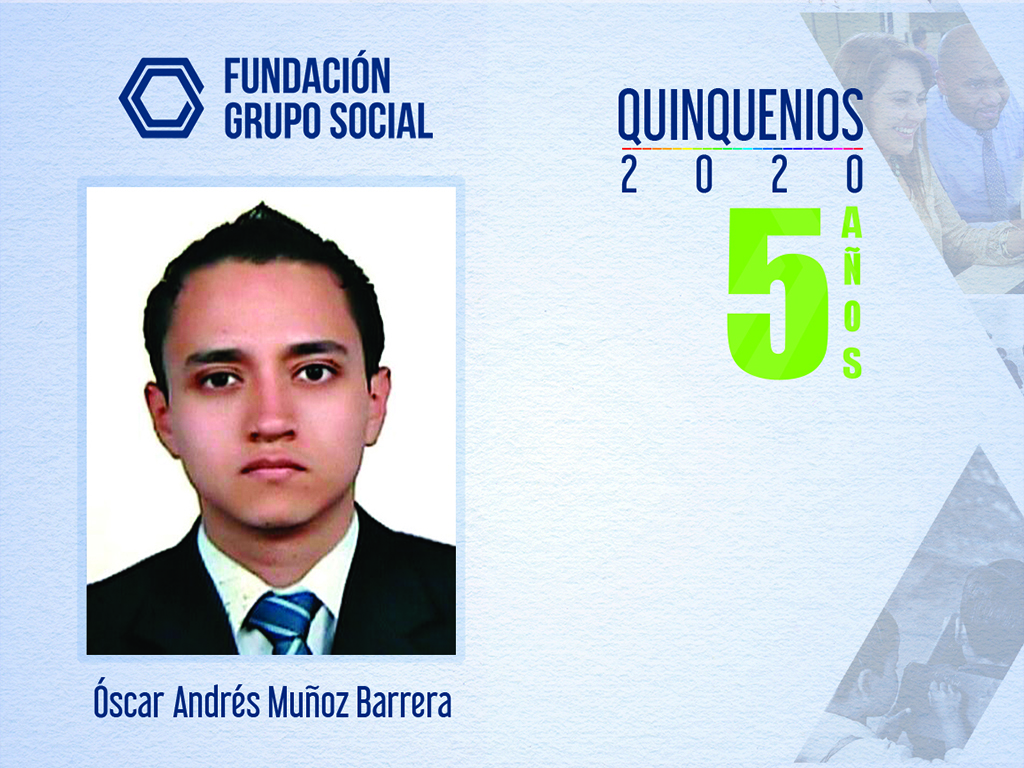 FUNDACIÓN
GRUPO SOCIAL
QUINQUENIOS
2020
5 AÑOS
Óscar Andrés Muñoz Barrera